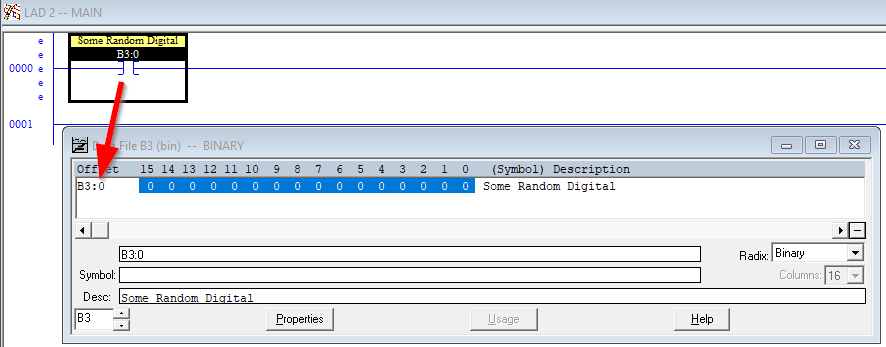 LAD 2 -- MAIN
e
Some Random Digital
e
B3:0
0000 e
e
e
0001
Data File B3 (bin) -- BINARY
Offset 15 14 13 12 11 10 9 8 7 6 5 4 3 2 1 0 (Symbol) Description
B3:0 0 0 0 0 0 0 0 0 0 0 0 0 0 0 0 0 Some Random Digital
B3:0
Radix: Binary
Symbol:
Columns: 16
Desc: Some Random Digital
B3
Properties
Usage
Help